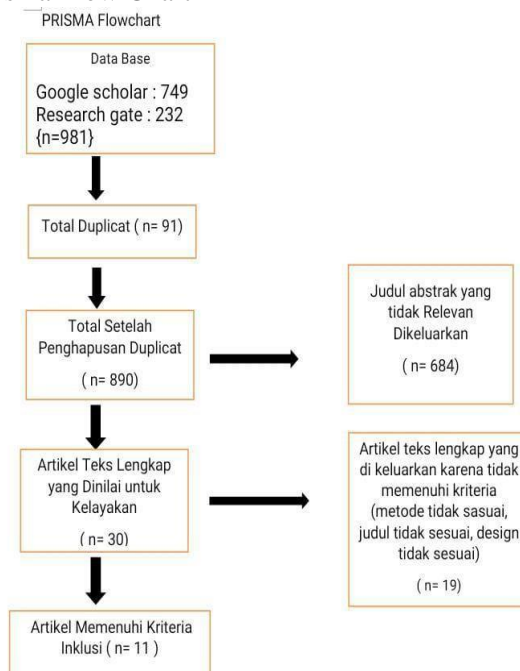 PRISMA Flowchart
Data Base
Google scholar : 749
Research gate : 232
{n=981}
Total Duplicat ( n= 91)
Total Setelah
Penghapusan Duplicat
( n= 890)
Judul abstrak yang
tidak Relevan
Dikeluarkan
( n= 684)
Artikel Teks Lengkap
yang Dinilai untuk
Kelayakan
( n= 30)
Artikel teks lengkap yang
di keluarkan karena tidak
memenuhi kriteria
(metode tidak sasuai,
judul tidak sesuai, design
tidak sesuai)
( n= 19)
Artikel Memenuhi Kriteria
Inklusi ( n= 11 )